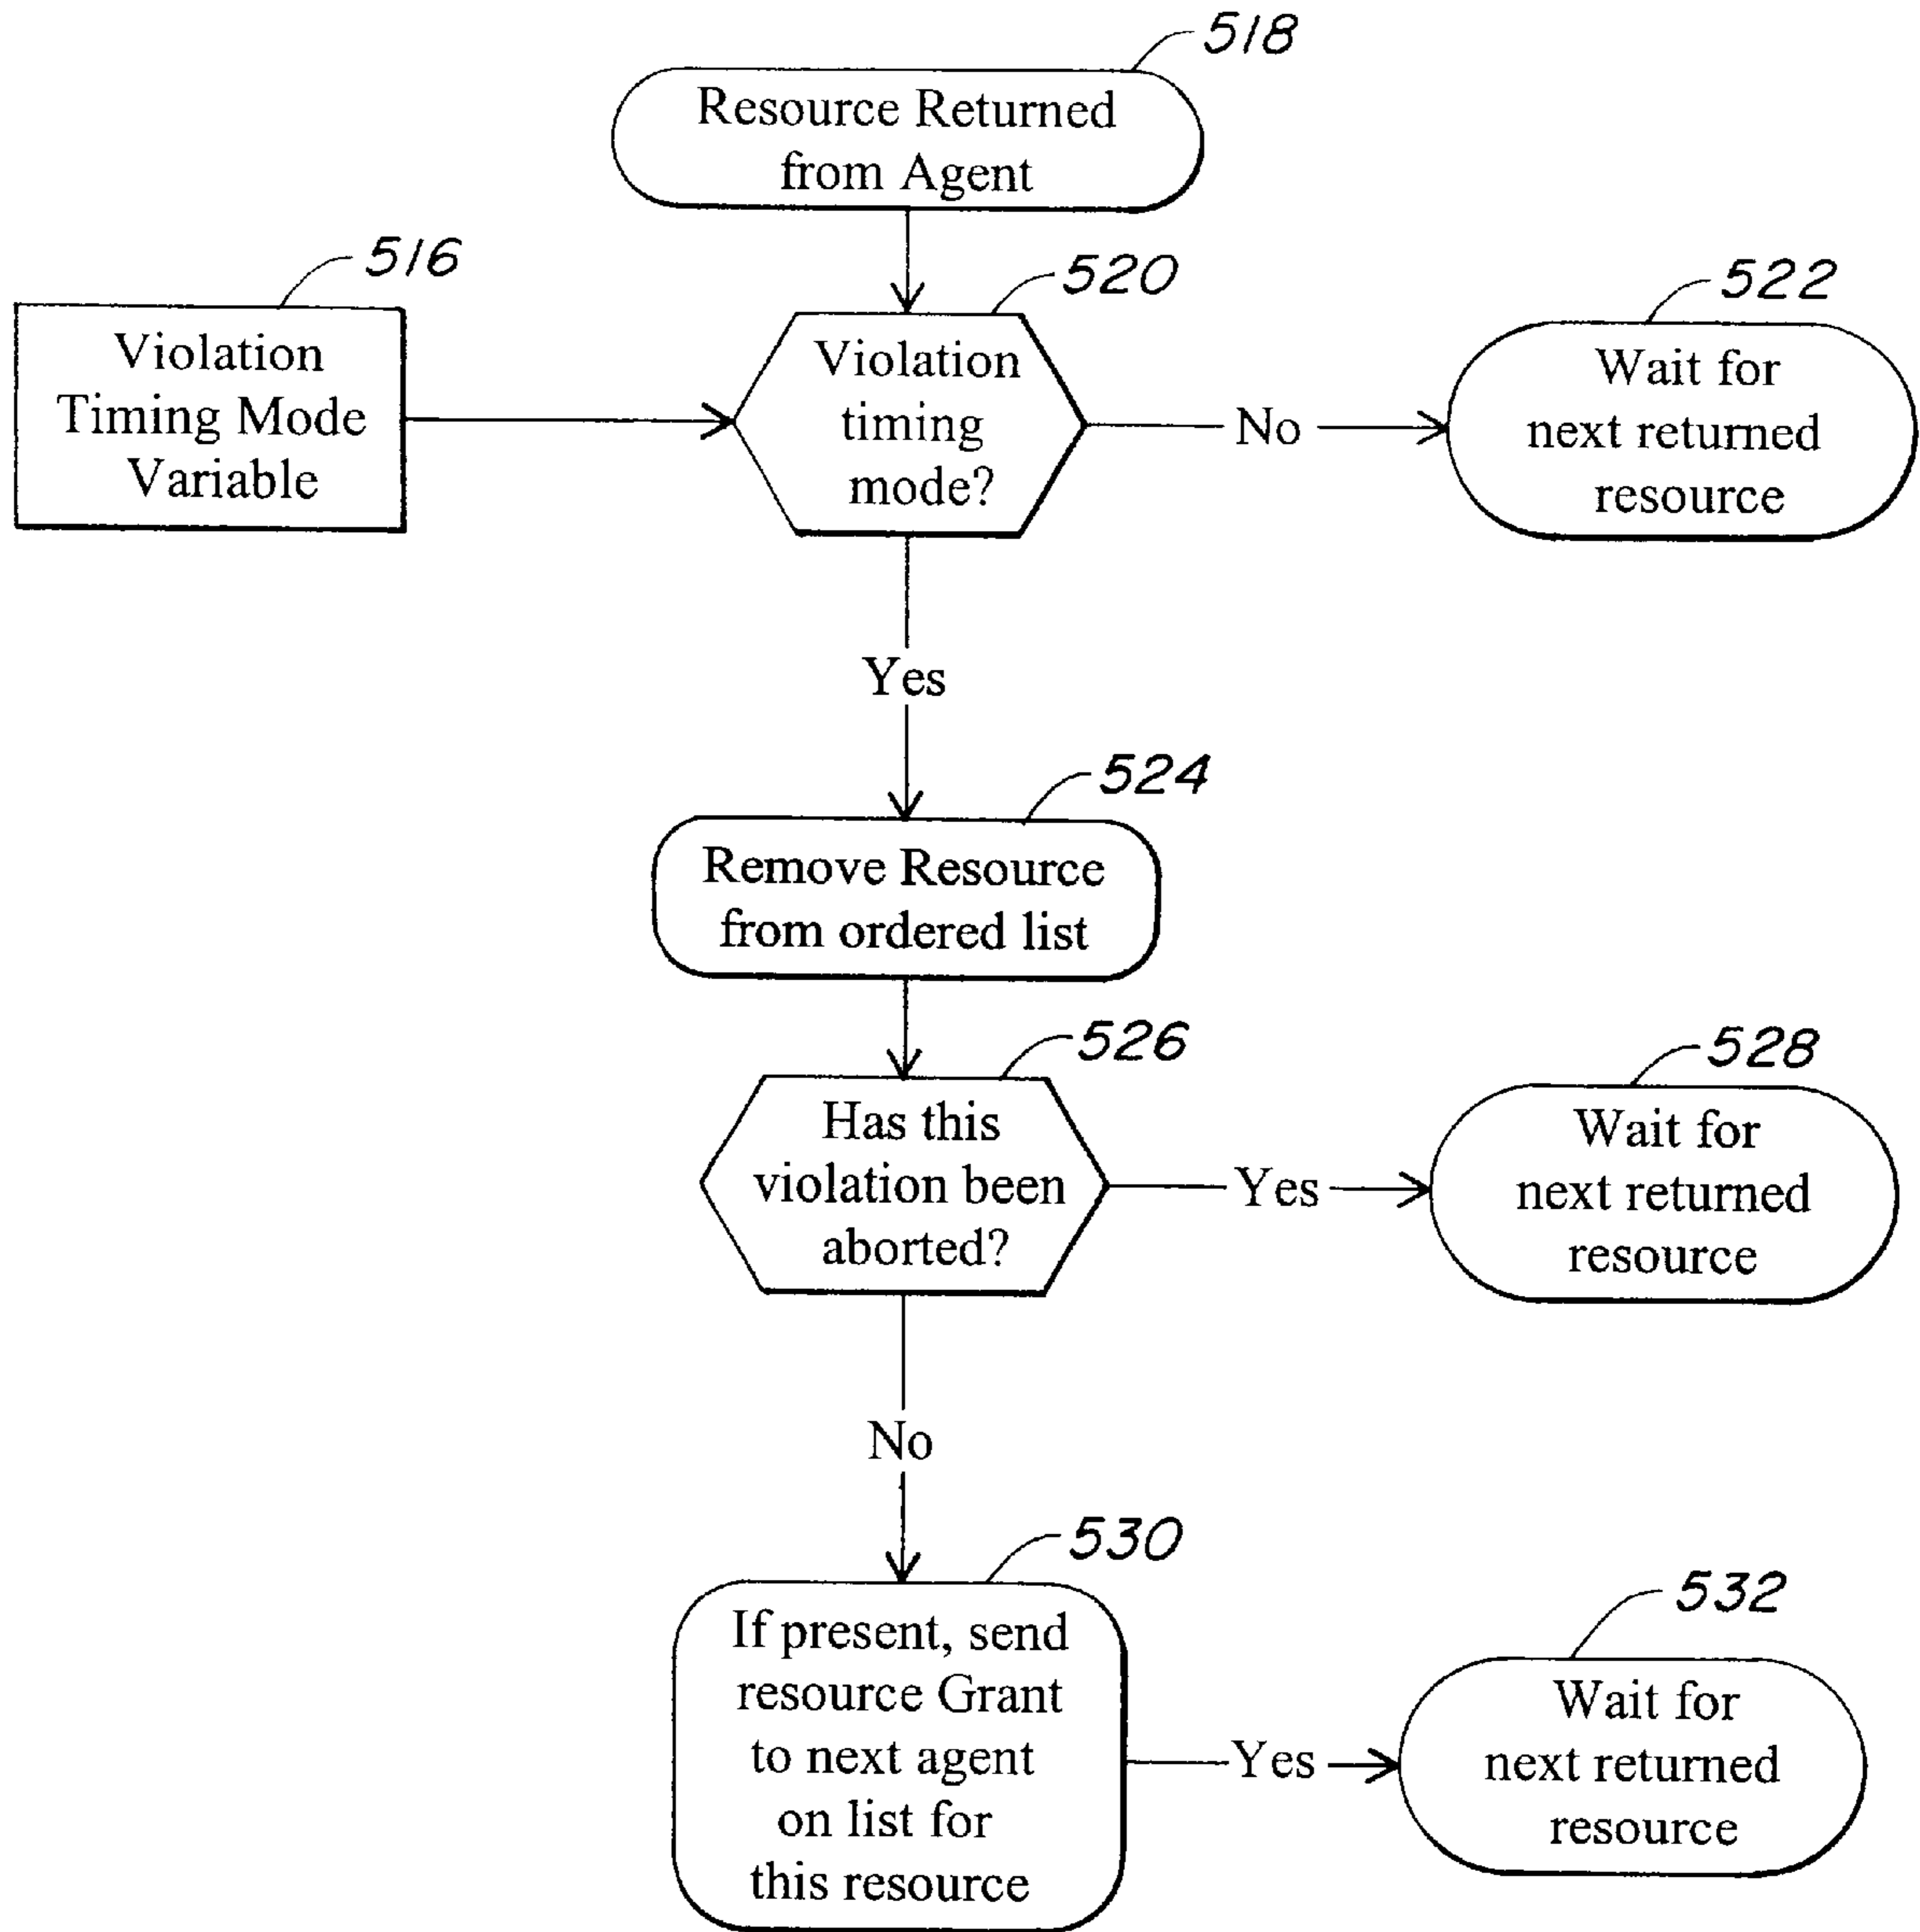 518
Resource Returned
from Agent
516
Violation
Timing Mode
Variable
520
Violation
timing
mode?
No
522
Wait for
next returned
resource
Yes
524
Remove Resource
from ordered list
526
Has this
violation been
aborted?
Yes
528
Wait for
next returned
resource
No
530
If present, send
resource Grant
to next agent
on list for
this resource
Yes
532
Wait for
next returned
resource